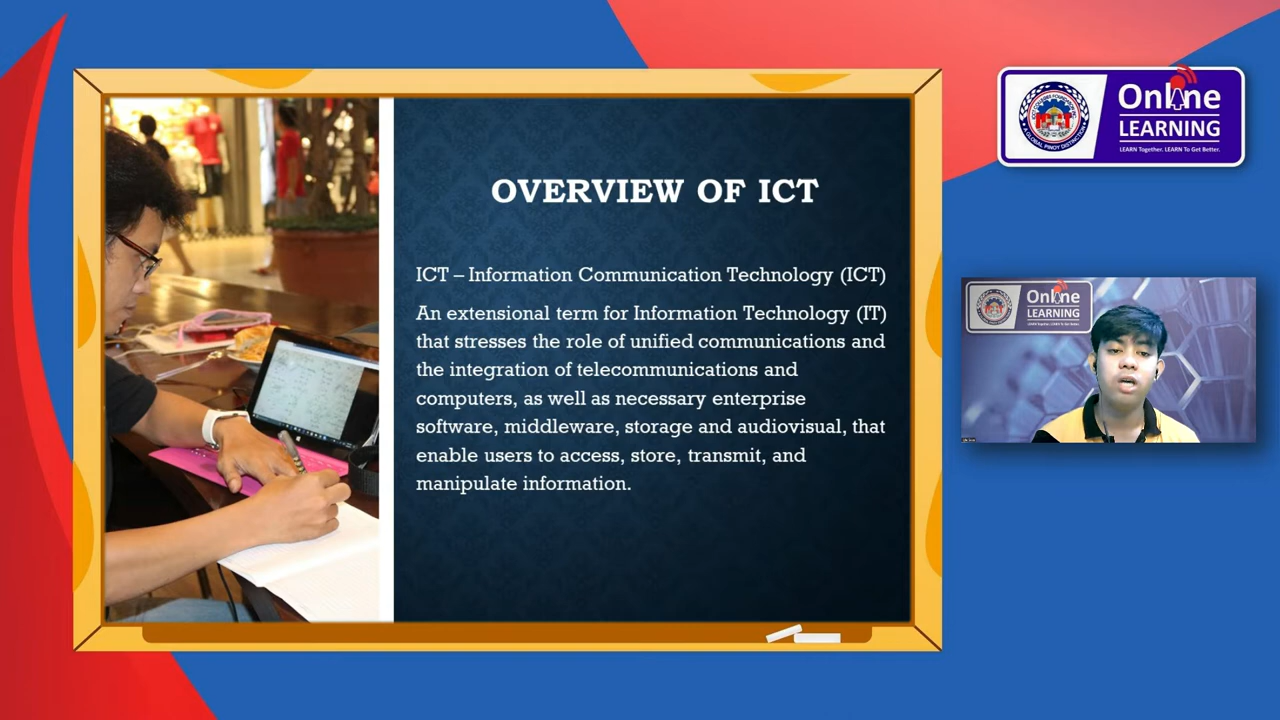 OVERVIEW OF ICT
ICT – Information Communication Technology (ICT)
An extensional term for Information Technology (IT)
that stresses the role of unified communications and
the integration of telecommunications and
computers, as well as necessary enterprise
software, middleware, storage and audiovisual, that
enable users to access, store, transmit, and
manipulate information.
Online
LEARNING
LEARN Together. LEARN To Get Better.
Online
LEARNING